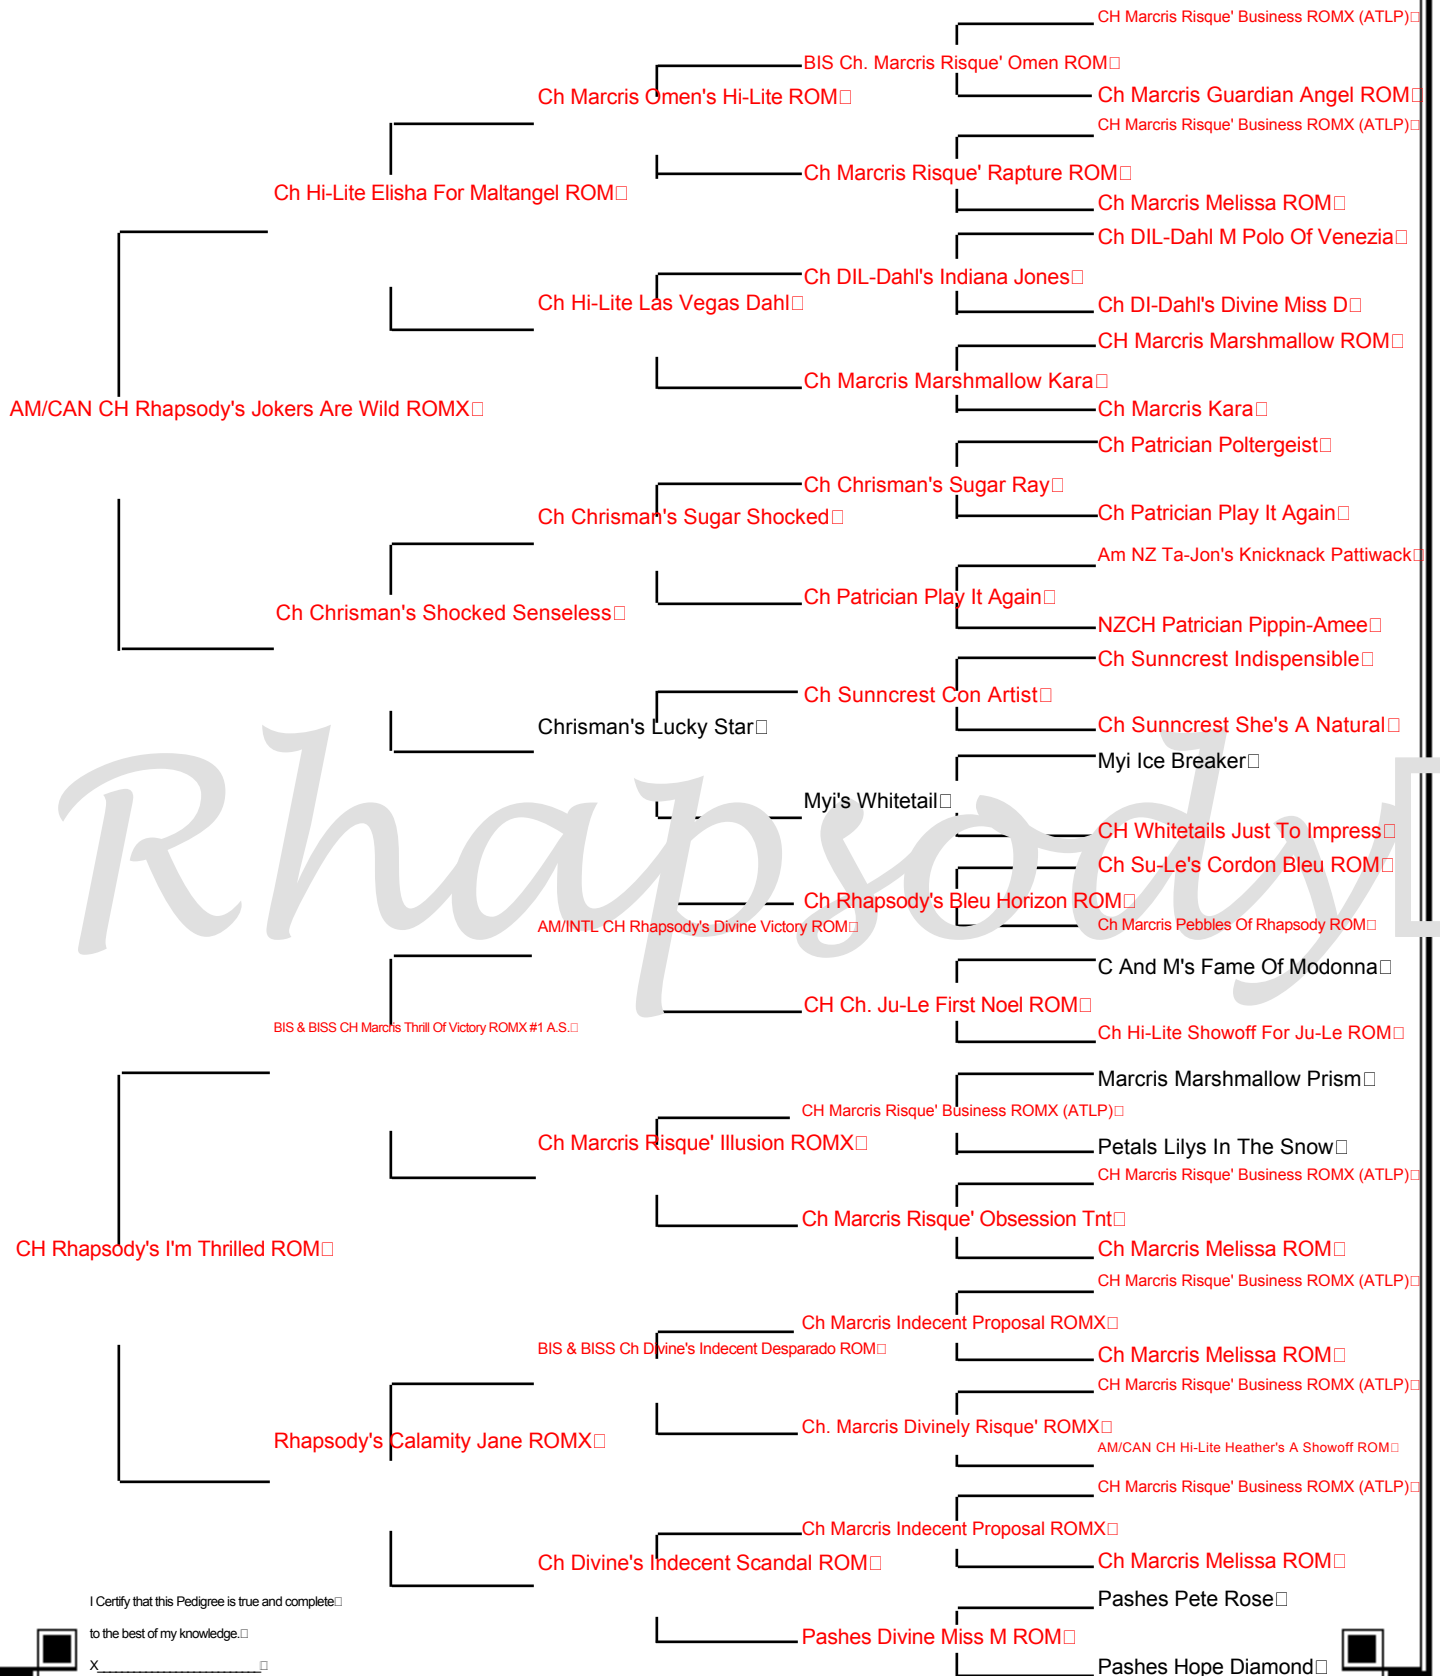 CH Marcris Risque' Business ROMX (ATLP)
BIS Ch. Marcris Risque' Omen ROM
Ch Marcris Omen's Hi-Lite ROM
Ch Marcris Guardian Angel ROM
CH Marcris Risque' Business ROMX (ATLP)
Ch Marcris Risque' Rapture ROM
Ch Hi-Lite Elisha For Maltangel ROM
Ch Marcris Melissa ROM
Ch DIL-Dahl M Polo Of Venezia
Ch DIL-Dahl's Indiana Jones
Ch Hi-Lite Las Vegas Dahl
Ch DI-Dahl's Divine Miss D
CH Marcris Marshmallow ROM
Ch Marcris Marshmallow Kara
AM/CAN CH Rhapsody's Jokers Are Wild ROMX
Ch Marcris Kara
Ch Patrician Poltergeist
Ch Chrisman's Sugar Ray
Ch Chrisman's Sugar Shocked
Ch Patrician Play It Again
Am NZ Ta-Jon's Knicknack Pattiwack
Ch Patrician Play It Again
Ch Chrisman's Shocked Senseless
NZCH Patrician Pippin-Amee
Ch Sunncrest Indispensible
Ch Sunncrest Con Artist
Chrisman's Lucky Star
Ch Sunncrest She's A Natural
Myi Ice Breaker
Myi's Whitetail
CH Whitetails Just To Impress
Rhapsody
Ch Su-Le's Cordon Bleu ROM
Ch Rhapsody's Bleu Horizon ROM
AM/INTL CH Rhapsody's Divine Victory ROM
Ch Marcris Pebbles Of Rhapsody ROM
C And M's Fame Of Modonna
CH Ch. Ju-Le First Noel ROM
BIS & BISS CH Marcris Thrill Of Victory ROMX #1 A.S.
Ch Hi-Lite Showoff For Ju-Le ROM
Marcris Marshmallow Prism
CH Marcris Risque' Business ROMX (ATLP)
Ch Marcris Risque' Illusion ROMX
Petals Lilys In The Snow
CH Marcris Risque' Business ROMX (ATLP)
Ch Marcris Risque' Obsession Tnt
CH Rhapsody's I'm Thrilled ROM
Ch Marcris Melissa ROM
CH Marcris Risque' Business ROMX (ATLP)
Ch Marcris Indecent Proposal ROMX
BIS & BISS Ch Divine's Indecent Desparado ROM
Ch Marcris Melissa ROM
CH Marcris Risque' Business ROMX (ATLP)
Ch. Marcris Divinely Risque' ROMX
Rhapsody's Calamity Jane ROMX
AM/CAN CH Hi-Lite Heather's A Showoff ROM
CH Marcris Risque' Business ROMX (ATLP)
Ch Marcris Indecent Proposal ROMX
Ch Divine's Indecent Scandal ROM
Ch Marcris Melissa ROM
Pashes Pete Rose
Pashes Divine Miss M ROM
Pashes Hope Diamond
I Certify that this Pedigree is true and complete
to the best of my knowledge.
X___________________________